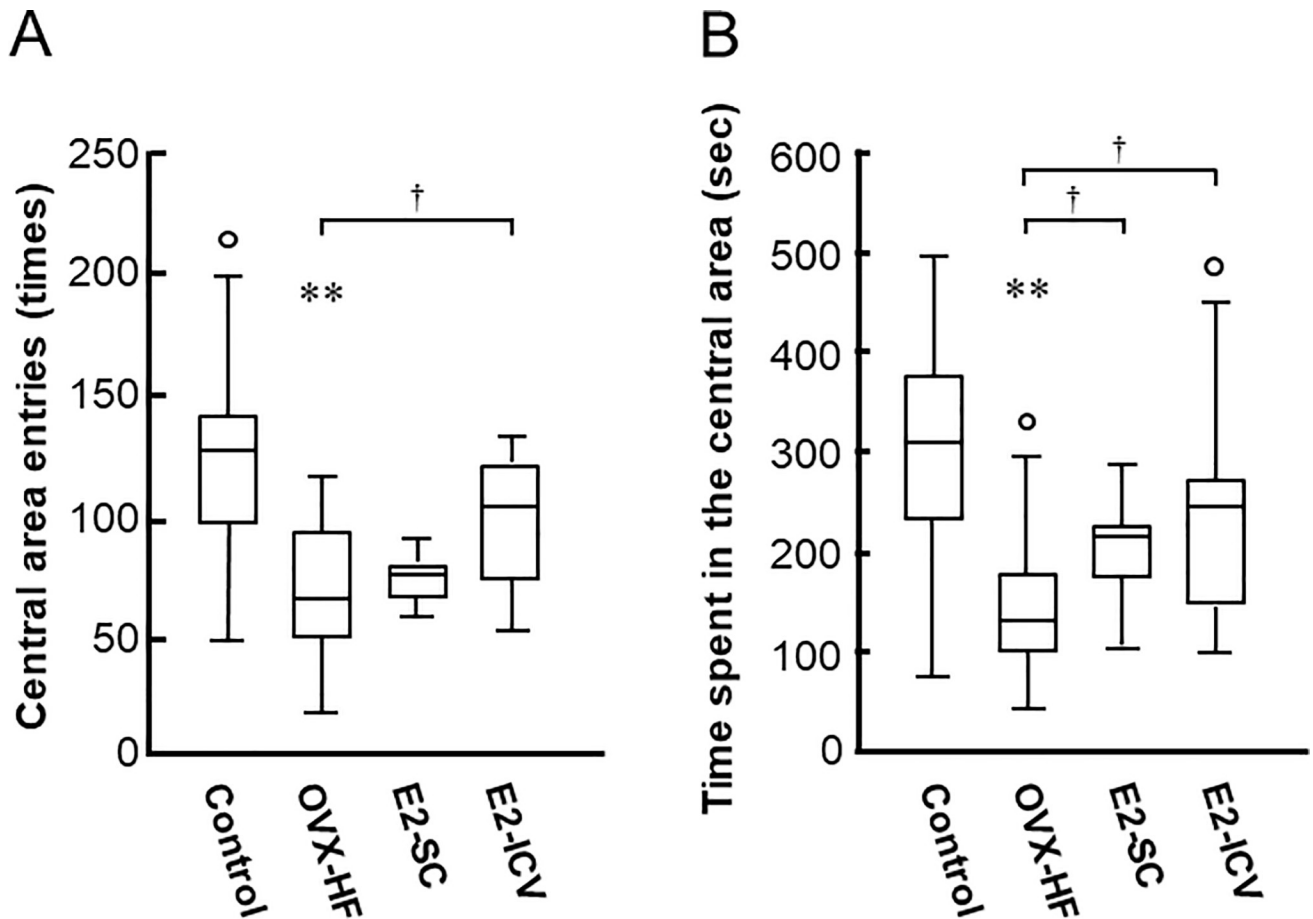 A
Central area entries (times)
250
200
150
100
50
0
**
†
Control
OVX-HF
E2-SC
E2-ICV
B
Time spent in the central area (sec)
600
500
400
300
200
100
0
**
†
†
Control
OVX-HF
E2-SC
E2-ICV